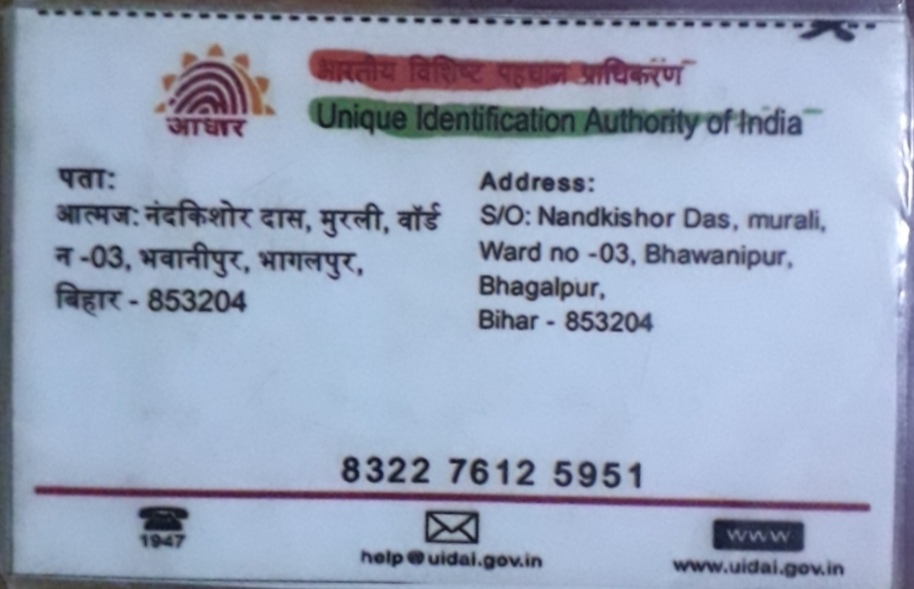 भारतीय विशिष्ट पहचान प्राधिकरण
आधार
Unique Identification Authority of India
पता:
आत्मज: नंदकिशोर दास, मुरली, वॉर्ड
न -03, भवानीपुर, भागलपुर,
बिहार - 853204
Address:
S/O: Nandkishor Das, murali,
Ward no -03, Bhawanipur,
Bhagalpur,
Bihar - 853204
8322 7612 5951
1947
help@uidai.gov.in
www
www.uidai.gov.in